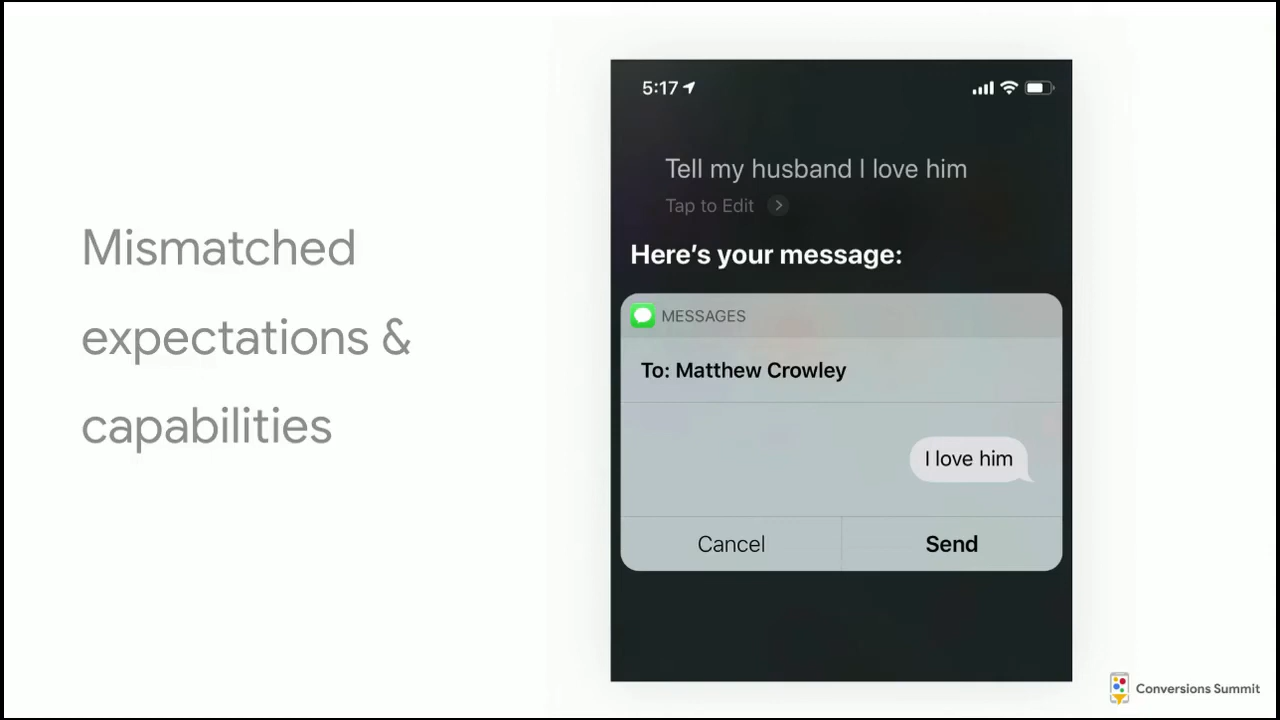 Mismatched
expectations &
capabilities
5:17
Tell my husband I love him
Tap to Edit
Here's your message:
MESSAGES
To: Matthew Crowley
I love him
Cancel
Send
Conversions Summit